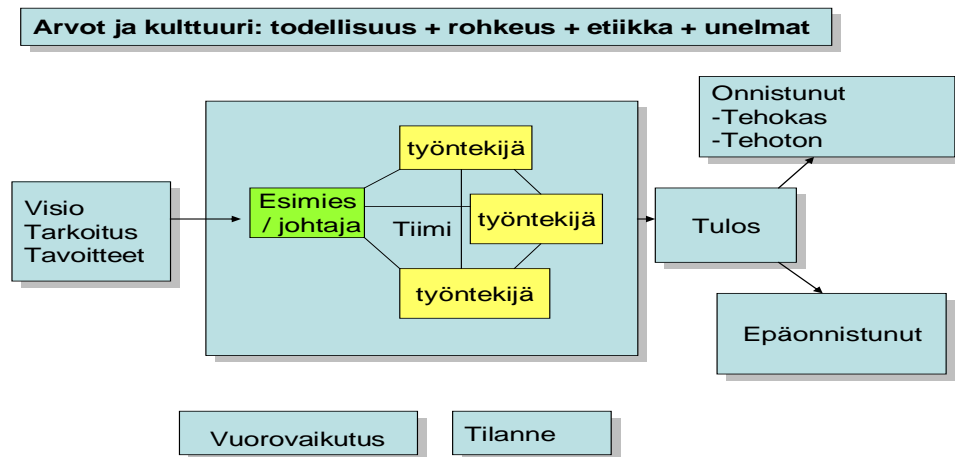 Arvot ja kulttuuri: todellisuus + rohkeus + etiikka + unelmat
Onnistunut
-Tehokas
-Tehoton
työntekijä
Visio
Tarkoitus
Tavoitteet
Esimies
/ johtaja
Tiimi
työntekijä
Tulos
työntekijä
Epäonnistunut
Vuorovaikutus
Tilanne